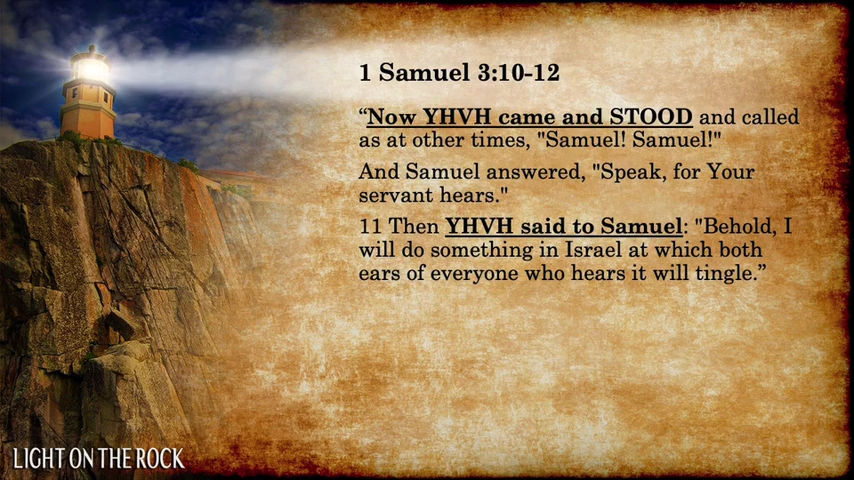 1 Samuel 3:10-12
“Now YHVH came and STOOD and called
as at other times, "Samuel! Samuel!"
And Samuel answered, "Speak, for Your
servant hears."
11 Then YHVH said to Samuel: "Behold, I
will do something in Israel at which both
ears of everyone who hears it will tingle.”
LIGHT ON THE ROCK